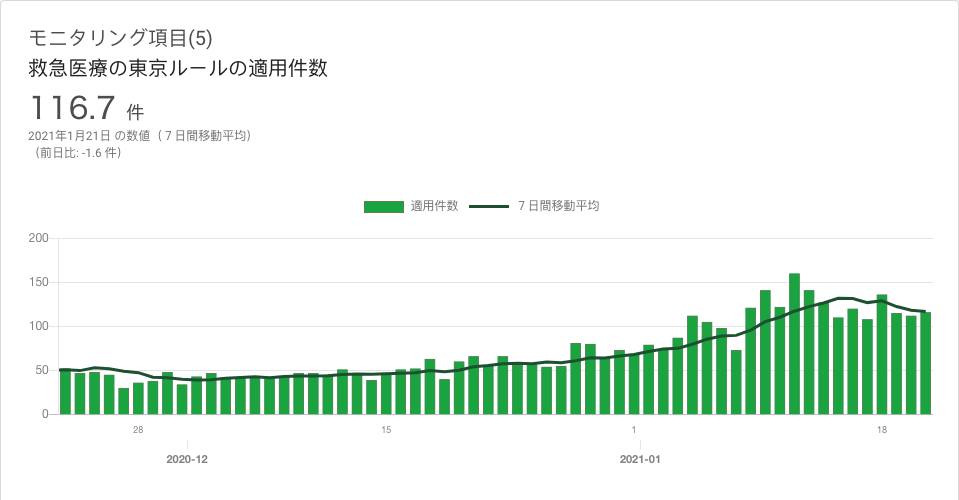 モニタリング項目(5)
救急医療の東京ルールの適用件数
116.7 件
2021年1月21日 の数値（７日間移動平均）
（前日比: -1.6 件）
適用件数 ７日間移動平均
200
150
100
50
0
28 15 1 18
2020-12 2021-01